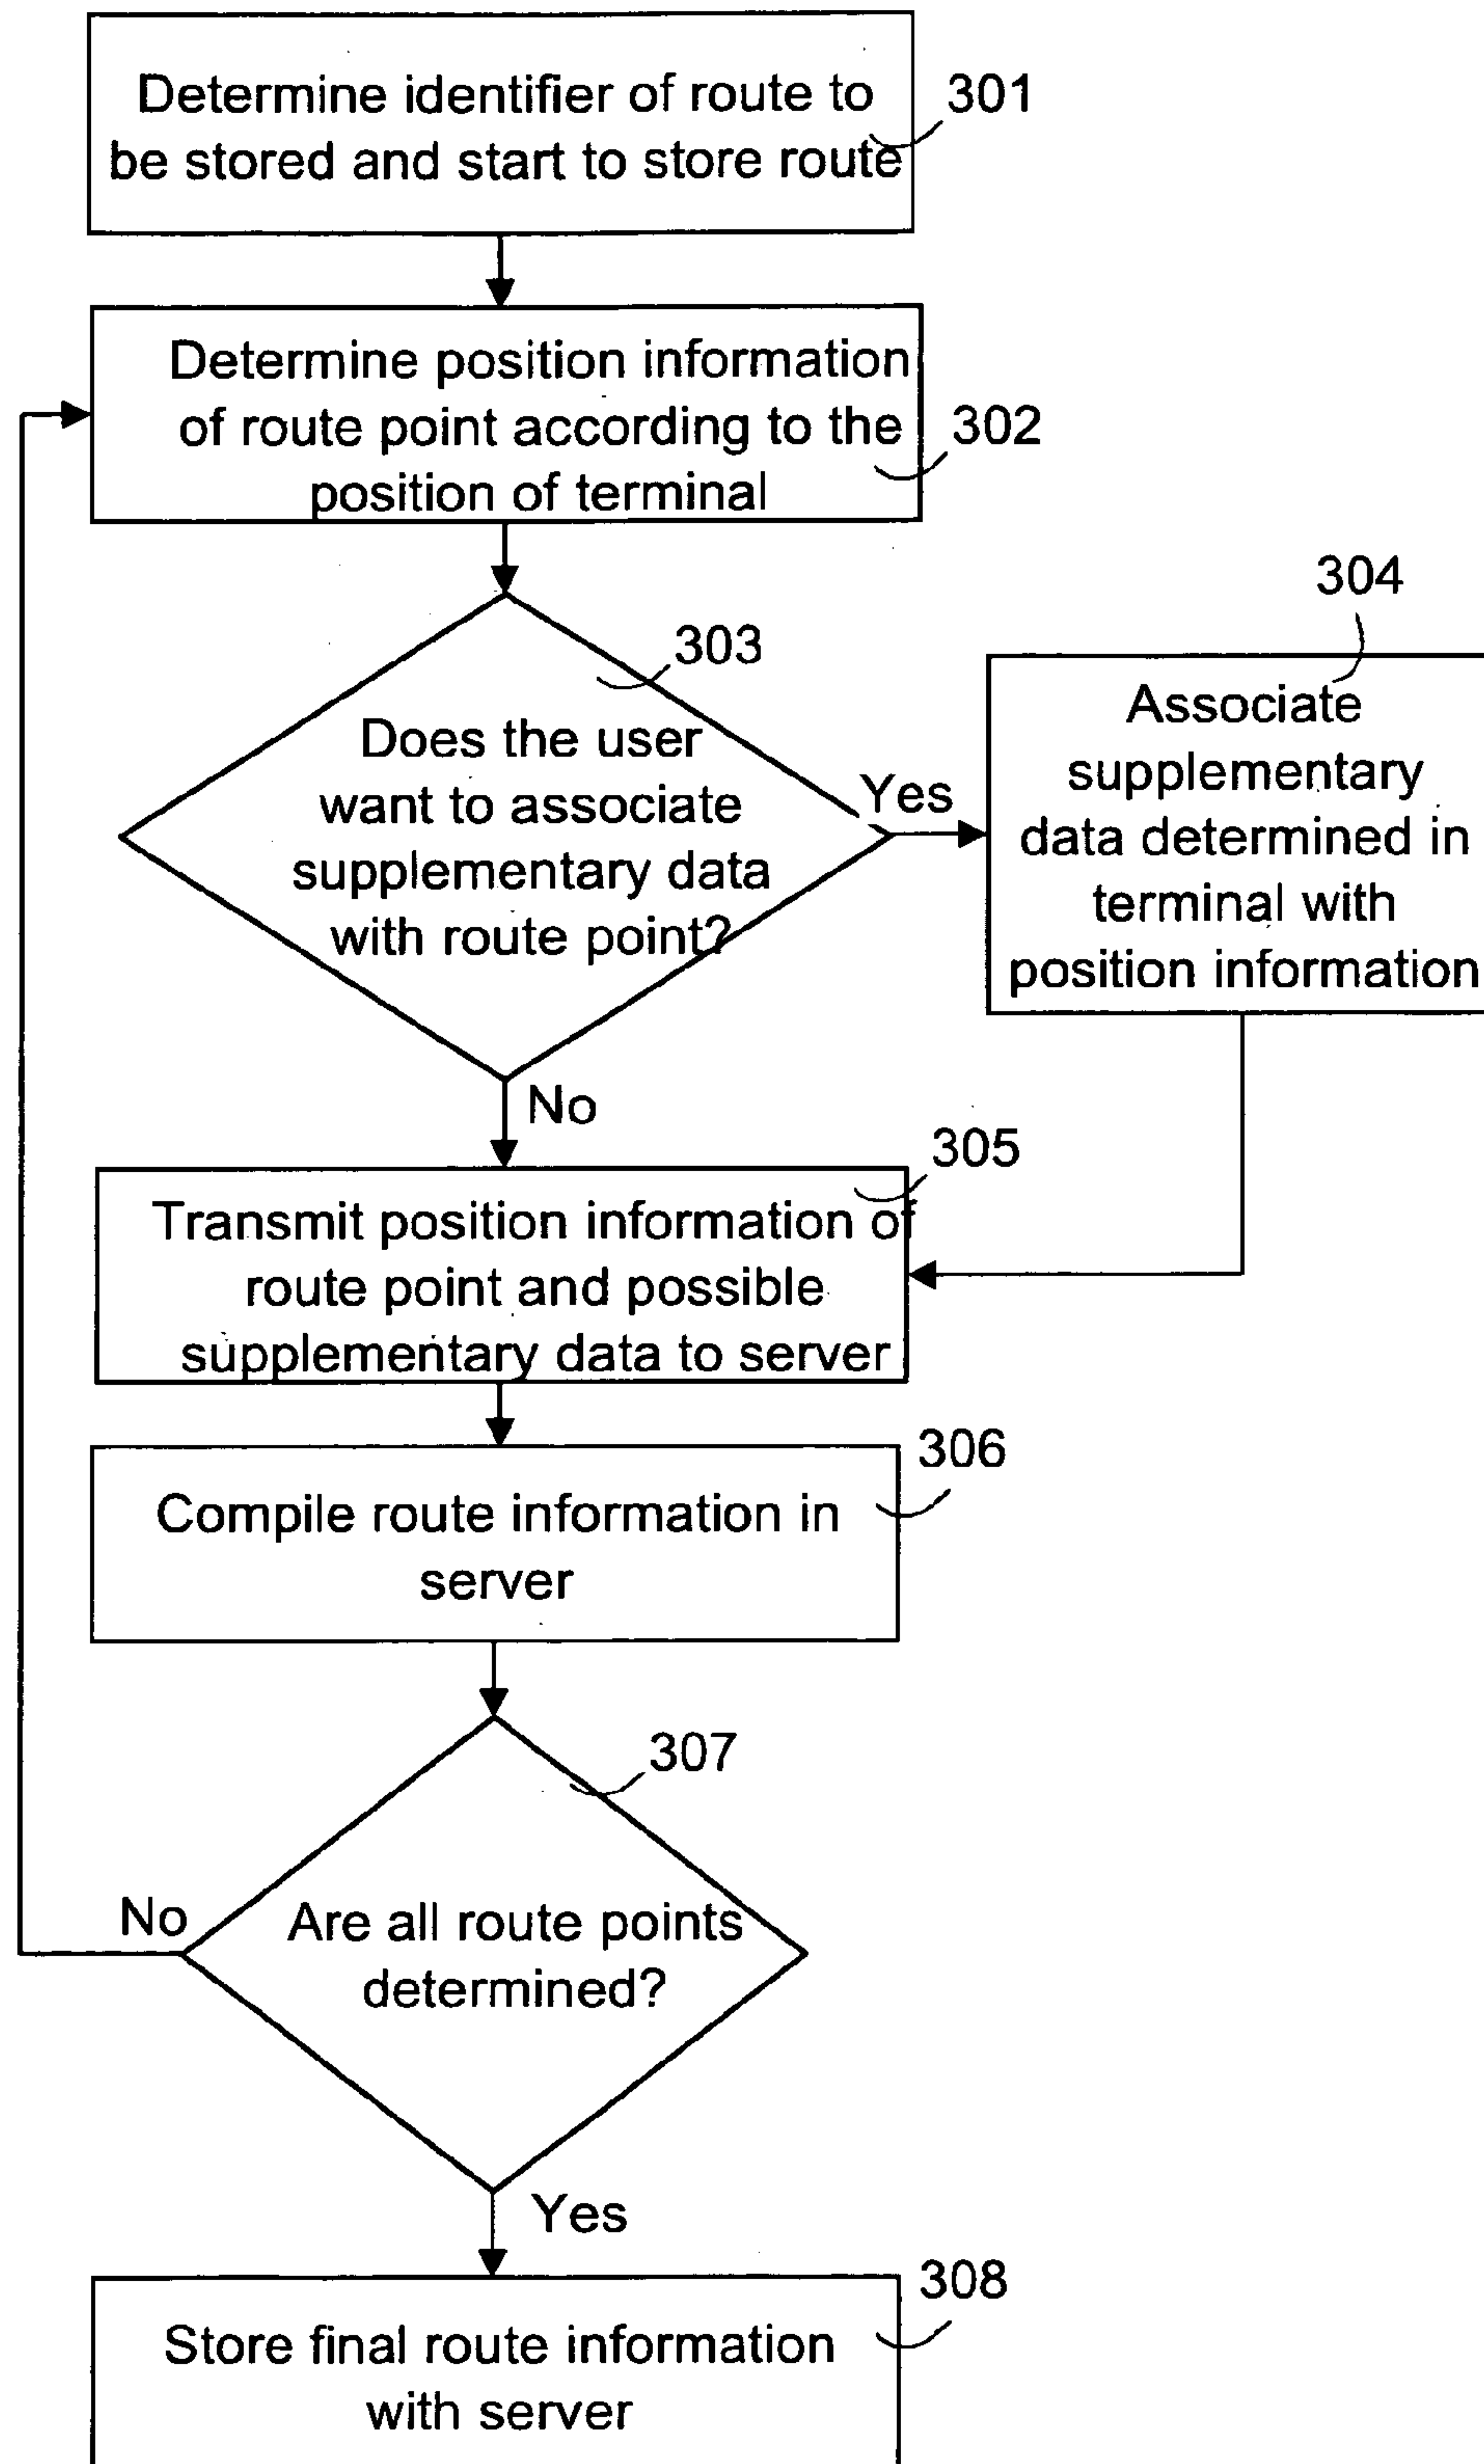 Determine identifier of route to
be stored and start to store route
301
Determine position information
of route point according to the
position of terminal
302
303
Does the user
want to associate
supplementary data
with route point?
Yes
304
Associate
supplementary
data determined in
terminal with
position information
No
305
Transmit position information of
route point and possible
supplementary data to server
306
Compile route information in
server
307
Are all route points
determined?
No
Yes
308
Store final route information
with server